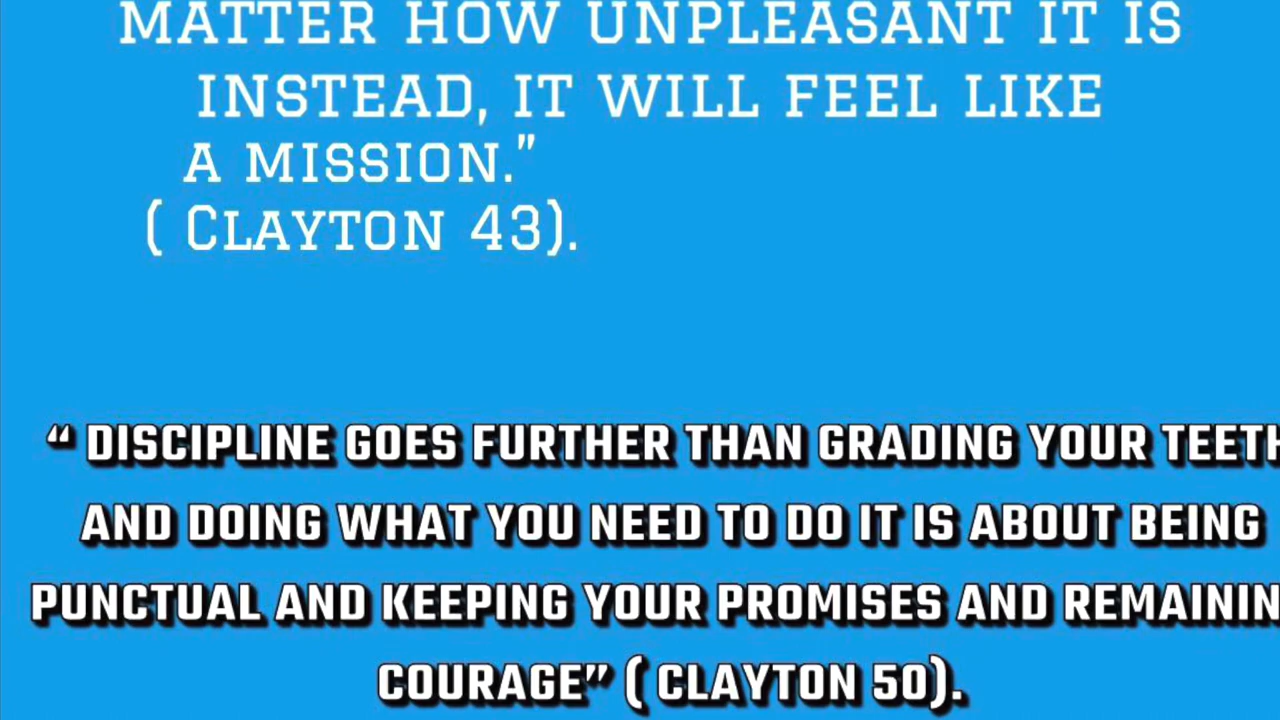 MATTER HOW UNPLEASANT IT IS
INSTEAD, IT WILL FEEL LIKE
A MISSION."
( CLAYTON 43).
“ DISCIPLINE GOES FURTHER THAN GRADING YOUR TEETH
AND DOING WHAT YOU NEED TO DO IT IS ABOUT BEING
PUNCTUAL AND KEEPING YOUR PROMISES AND REMAININ
COURAGE” ( CLAYTON 50).